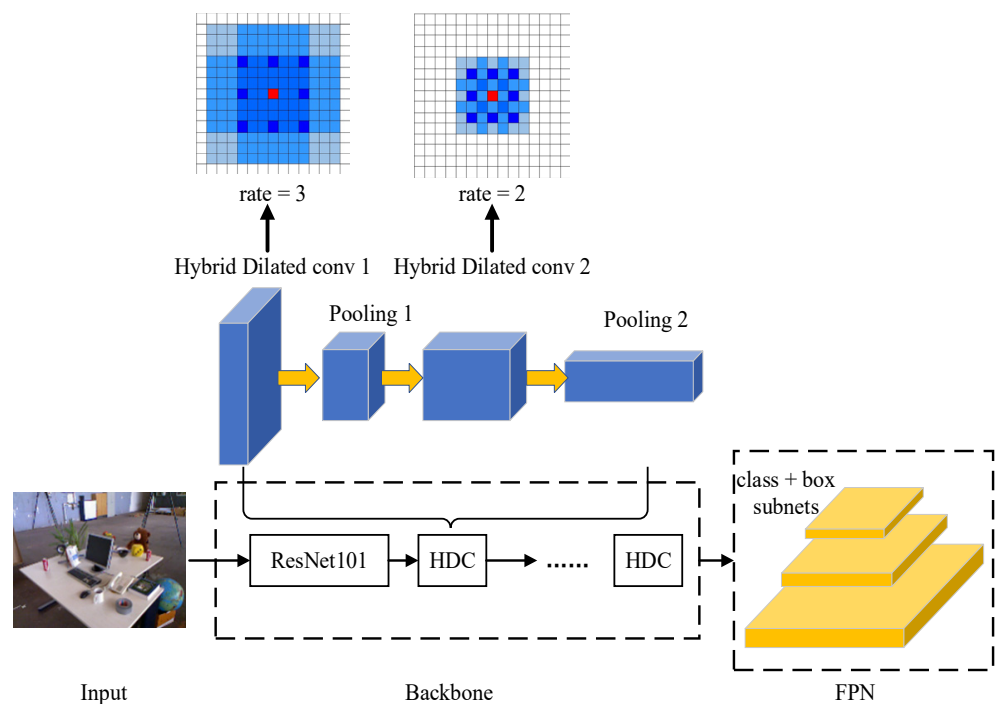 rate = 3
rate = 2
Hybrid Dilated conv 1
Hybrid Dilated conv 2
Pooling 1
Pooling 2
class + box
subnets
ResNet101
HDC
......
HDC
Input
Backbone
FPN